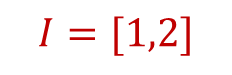 I = [1,2]